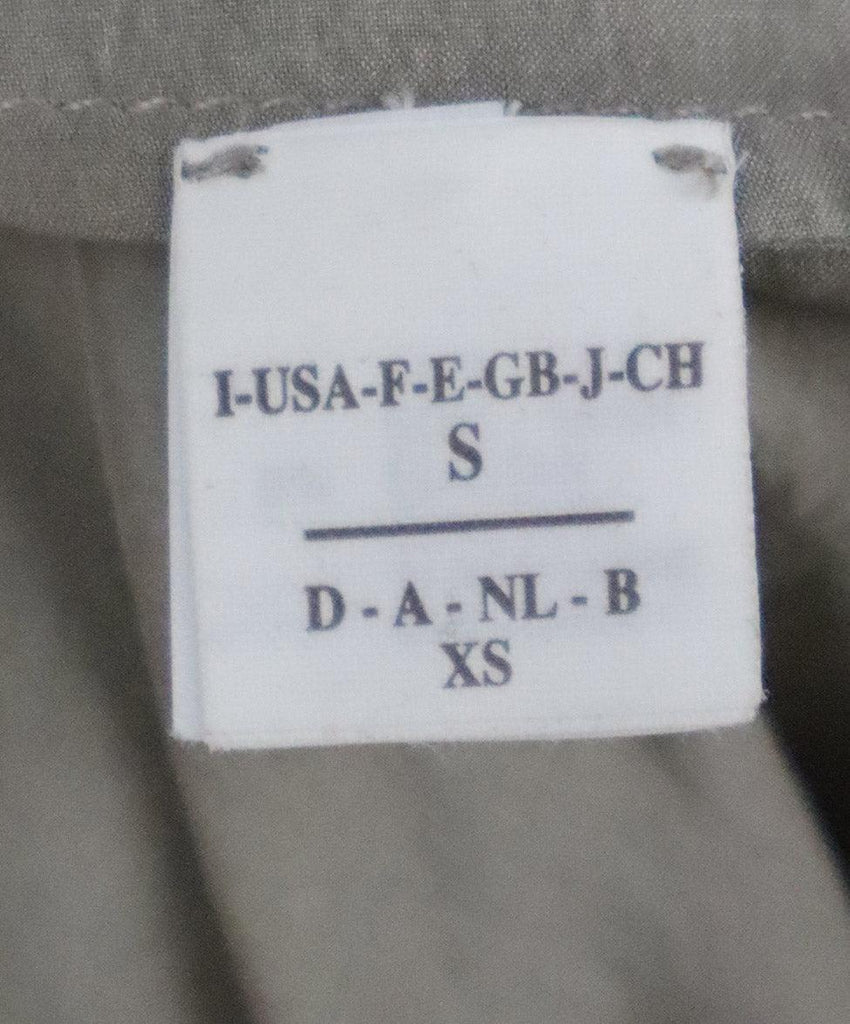 I-USA-F-E-GB-J-CH
S
D - A - NL - B
XS